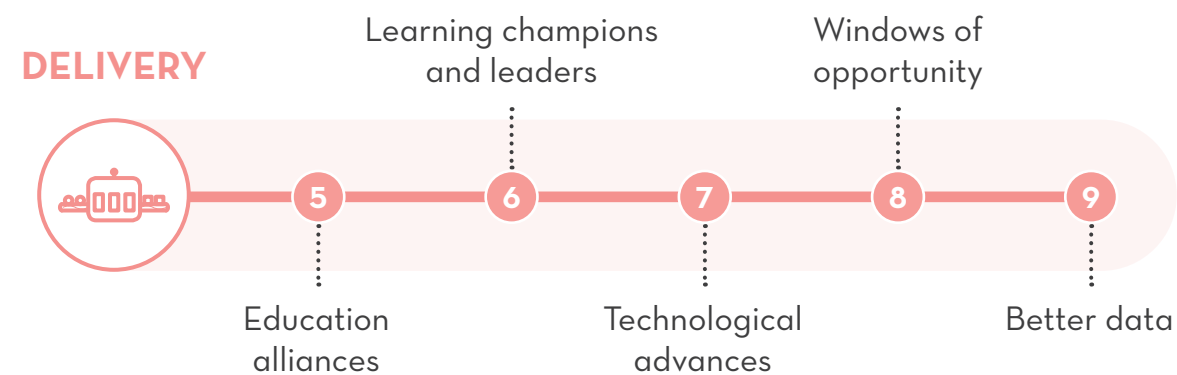 DELIVERY
Learning champions
and leaders
Windows of
opportunity
5
6
7
8
9
Education
alliances
Technological
advances
Better data